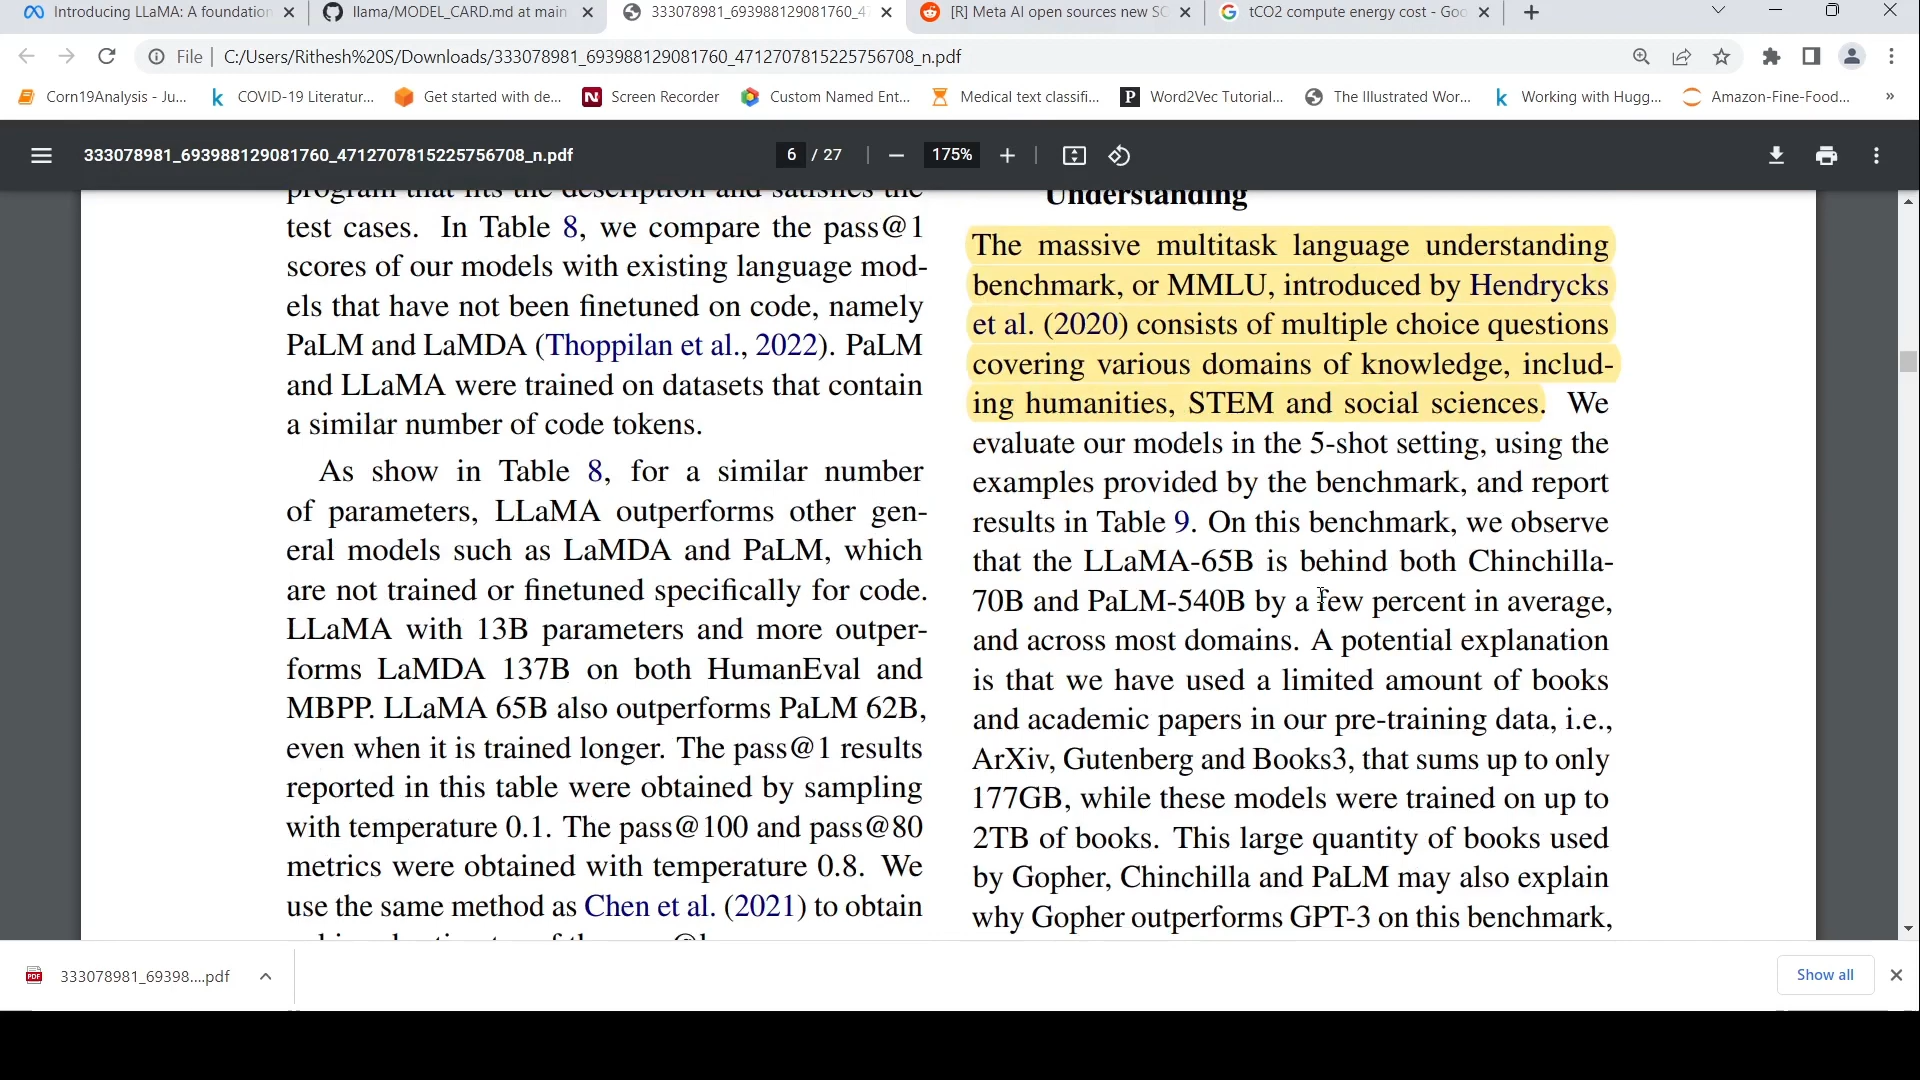 Introducing LLaMA: A foundation
llama/MODEL_CARD.md at main
333078981_693988129081760_4
[R] Meta AI open sources new SC
tCO2 compute energy cost - Goo
File
C:/Users/Rithesh%20S/Downloads/333078981_693988129081760_4712707815225756708_n.pdf
Corn19Analysis - Ju...
COVID-19 Literatur...
Get started with de...
Screen Recorder
Custom Named Ent...
Medical text classifi...
Word2Vec Tutorial...
The Illustrated Wor...
Working with Hugg...
Amazon-Fine-Food...
»
333078981_693988129081760_4712707815225756708_n.pdf
6 / 27
175%
program that fits the description and satisfies the
test cases. In Table 8, we compare the pass@1
scores of our models with existing language mod-
els that have not been finetuned on code, namely
PaLM and LaMDA (Thoppilan et al., 2022). PaLM
and LLaMA were trained on datasets that contain
a similar number of code tokens.
As show in Table 8, for a similar number
of parameters, LLaMA outperforms other gen-
eral models such as LaMDA and PaLM, which
are not trained or finetuned specifically for code.
LLaMA with 13B parameters and more outper-
forms LaMDA 137B on both HumanEval and
MBPP. LLaMA 65B also outperforms PaLM 62B,
even when it is trained longer. The pass@1 results
reported in this table were obtained by sampling
with temperature 0.1. The pass@100 and pass@80
metrics were obtained with temperature 0.8. We
use the same method as Chen et al. (2021) to obtain
Understanding
The massive multitask language understanding
benchmark, or MMLU, introduced by Hendrycks
et al. (2020) consists of multiple choice questions
covering various domains of knowledge, includ-
ing humanities, STEM and social sciences. We
evaluate our models in the 5-shot setting, using the
examples provided by the benchmark, and report
results in Table 9. On this benchmark, we observe
that the LLaMA-65B is behind both Chinchilla-
70B and PaLM-540B by a few percent in average,
and across most domains. A potential explanation
is that we have used a limited amount of books
and academic papers in our pre-training data, i.e.,
ArXiv, Gutenberg and Books3, that sums up to only
177GB, while these models were trained on up to
2TB of books. This large quantity of books used
by Gopher, Chinchilla and PaLM may also explain
why Gopher outperforms GPT-3 on this benchmark,
333078981_69398....pdf
Show all